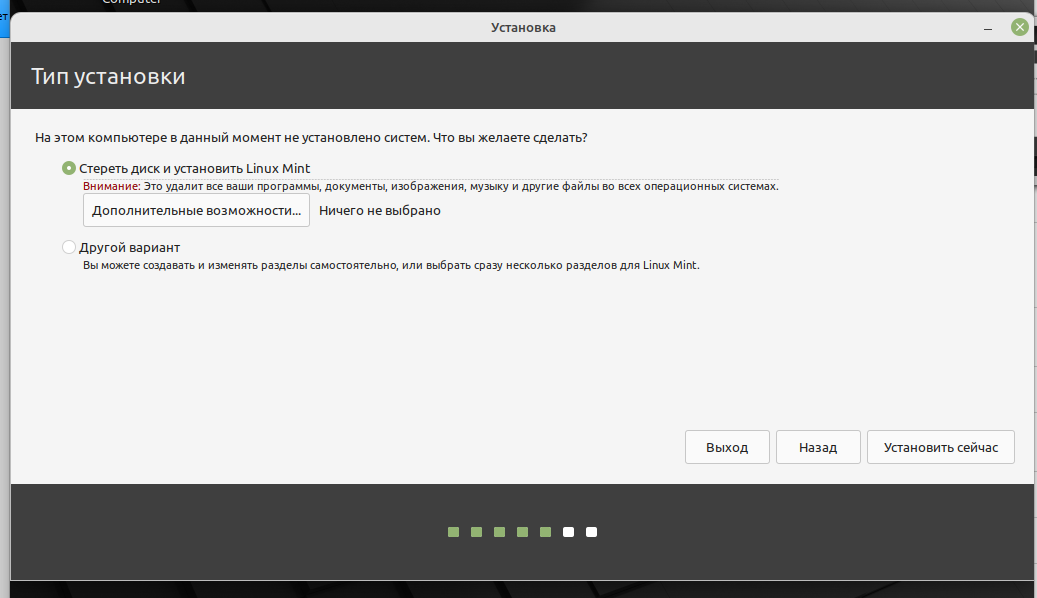 Computer
ет
Установка
Тип установки
На этом компьютере в данный момент не установлено систем. Что вы желаете сделать?
Стереть диск и установить Linux Mint
Внимание: Это удалит все ваши программы, документы, изображения, музыку и другие файлы во всех операционных системах.
Дополнительные возможности... Ничего не выбрано
Другой вариант
Вы можете создавать и изменять разделы самостоятельно, или выбрать сразу несколько разделов для Linux Mint.
Выход Назад Установить сейчас